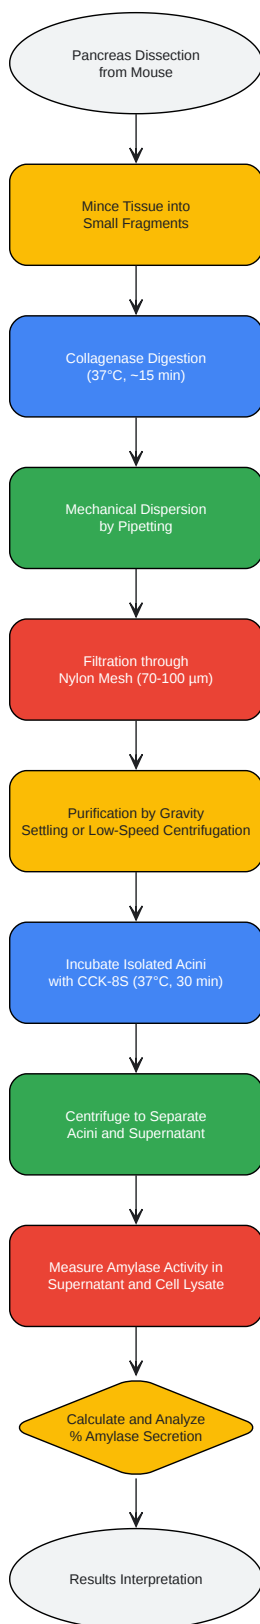 Pancreas Dissection
from Mouse
Mince Tissue into
Small Fragments
Collagenase Digestion
(37°C, ~15 min)
Mechanical Dispersion
by Pipetting
Filtration through
Nylon Mesh (70-100 µm)
Purification by Gravity
Settling or Low-Speed Centrifugation
Incubate Isolated Acini
with CCK-8S (37°C, 30 min)
Centrifuge to Separate
Acini and Supernatant
Measure Amylase Activity in
Supernatant and Cell Lysate
Calculate and Analyze
% Amylase Secretion
Results Interpretation